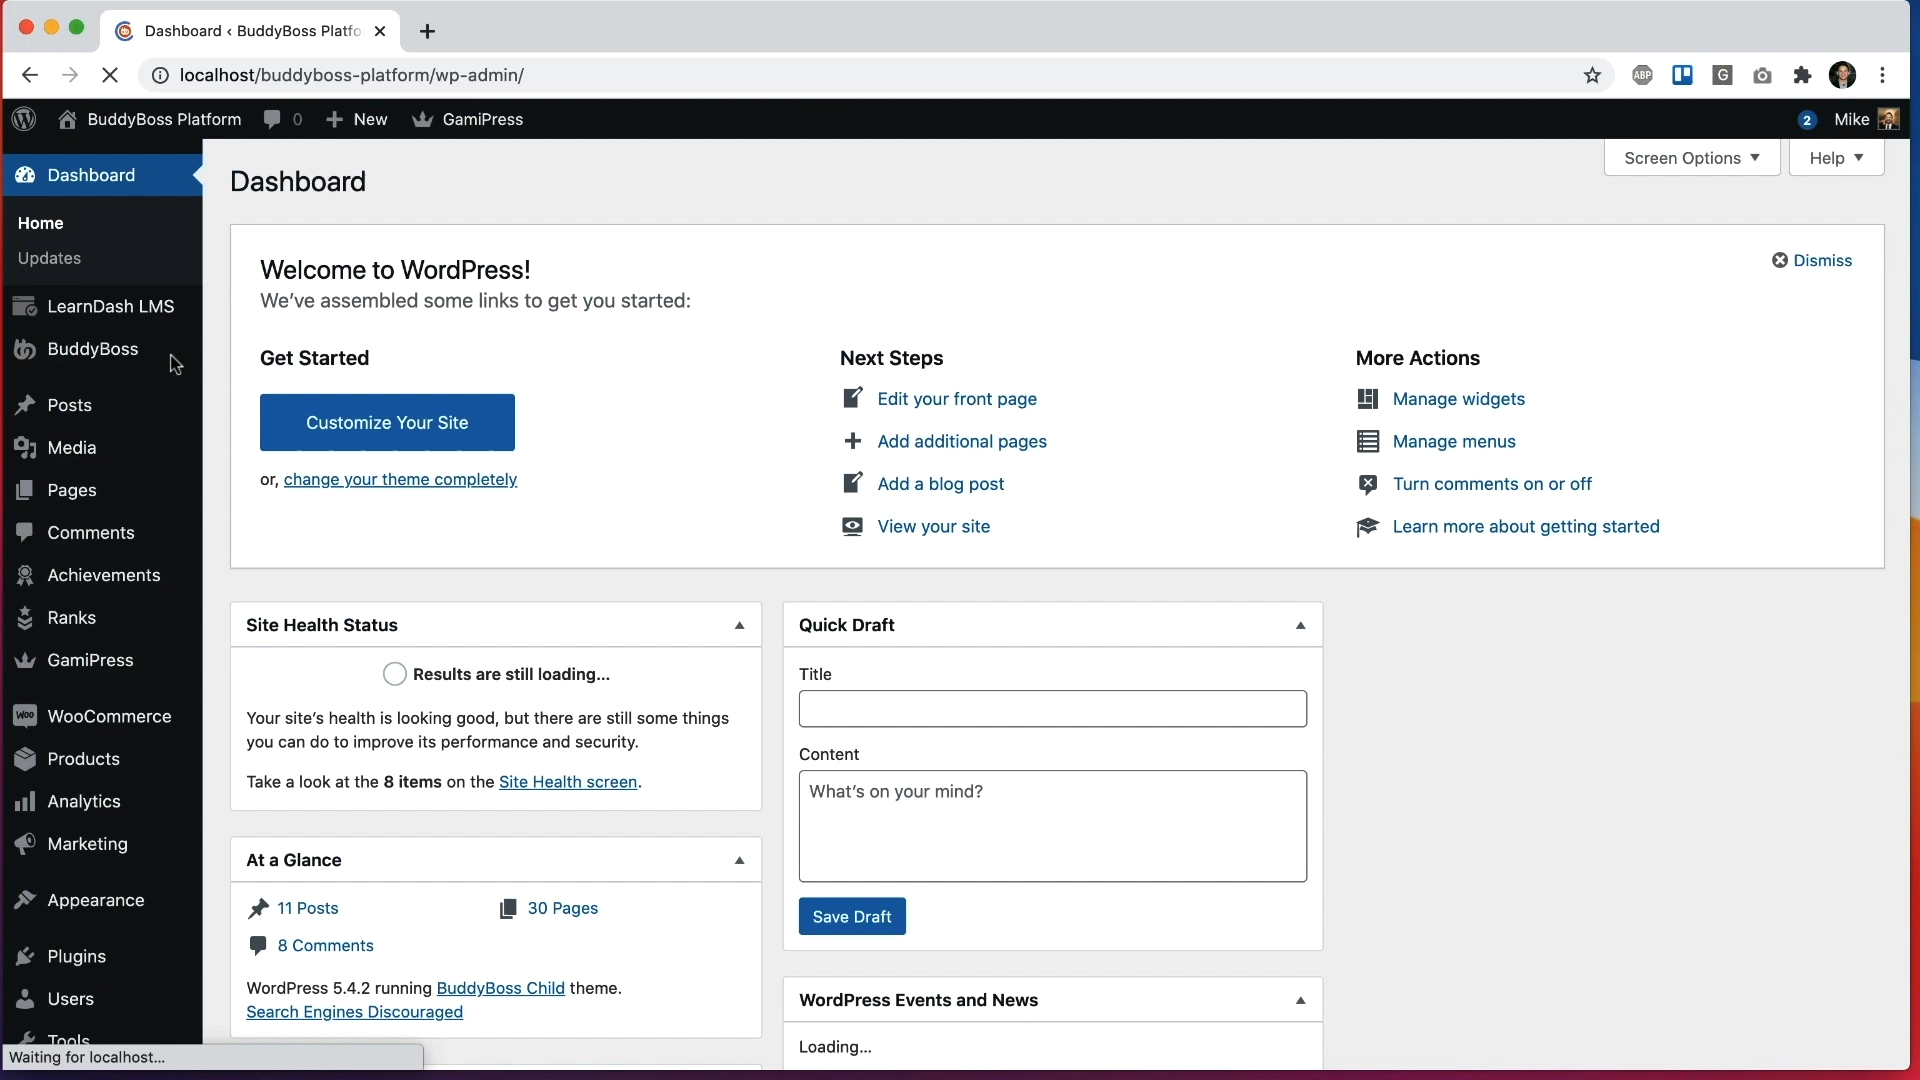 Dashboard ‹ BuddyBoss Platfo
localhost/buddyboss-platform/wp-admin/
ABP
G
BuddyBoss Platform
0
New
GamiPress
2
Mike
Dashboard
Home
Updates
LearnDash LMS
BuddyBoss
Posts
Media
Pages
Comments
Achievements
Ranks
GamiPress
Woo
WooCommerce
Products
Analytics
Marketing
Appearance
Plugins
Users
Tools
Waiting for localhost...
Screen Options
Help
Dashboard
Welcome to WordPress!
We've assembled some links to get you started:
Dismiss
Get Started
Customize Your Site
or, change your theme completely
Next Steps
Edit your front page
Add additional pages
Add a blog post
View your site
More Actions
Manage widgets
Manage menus
Turn comments on or off
Learn more about getting started
Site Health Status
Results are still loading...
Your site's health is looking good, but there are still some things
you can do to improve its performance and security.
Take a look at the 8 items on the Site Health screen.
At a Glance
11 Posts
30 Pages
8 Comments
WordPress 5.4.2 running BuddyBoss Child theme.
Search Engines Discouraged
Quick Draft
Title
Content
What's on your mind?
Save Draft
WordPress Events and News
Loading...